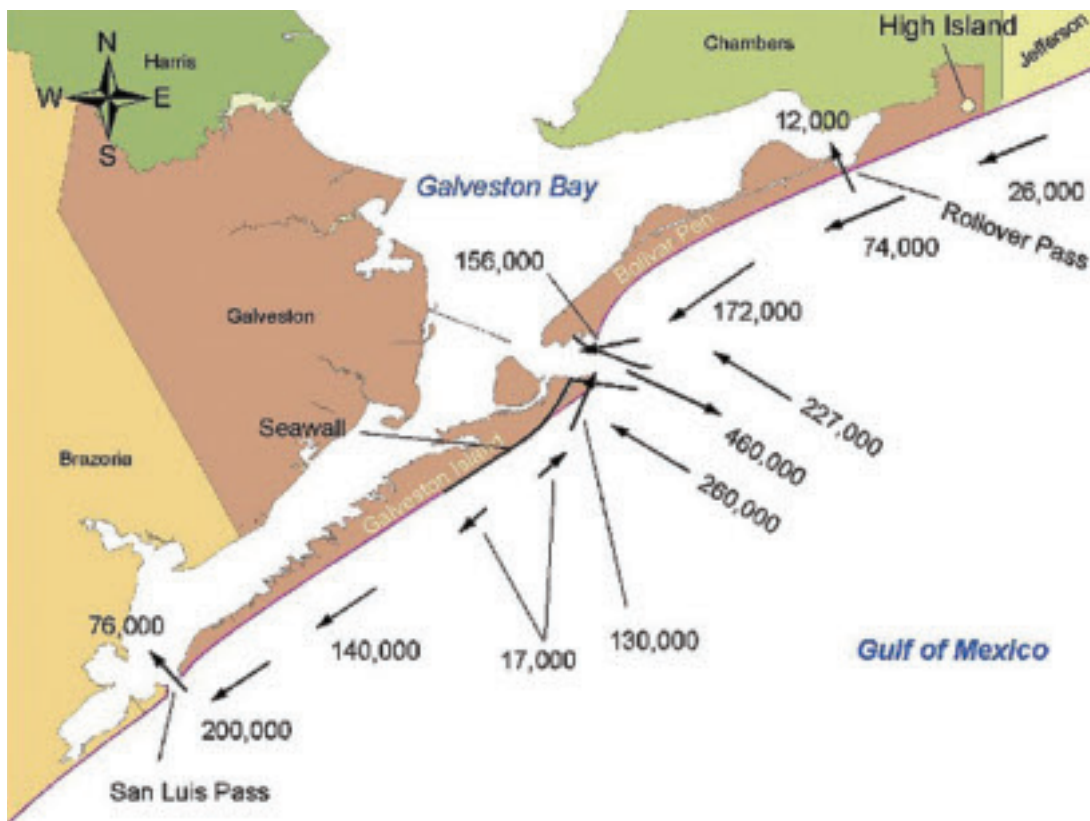 N
W E
S
Harris
Chambers
High Island
Jefferson
12,000
26,000
Rollover Pass
Galveston Bay
Bolivar Pen
74,000
156,000
172,000
Galveston
227,000
460,000
260,000
Seawall
Galveston Island
Brazoria
76,000
140,000
17,000
130,000
Gulf of Mexico
200,000
San Luis Pass